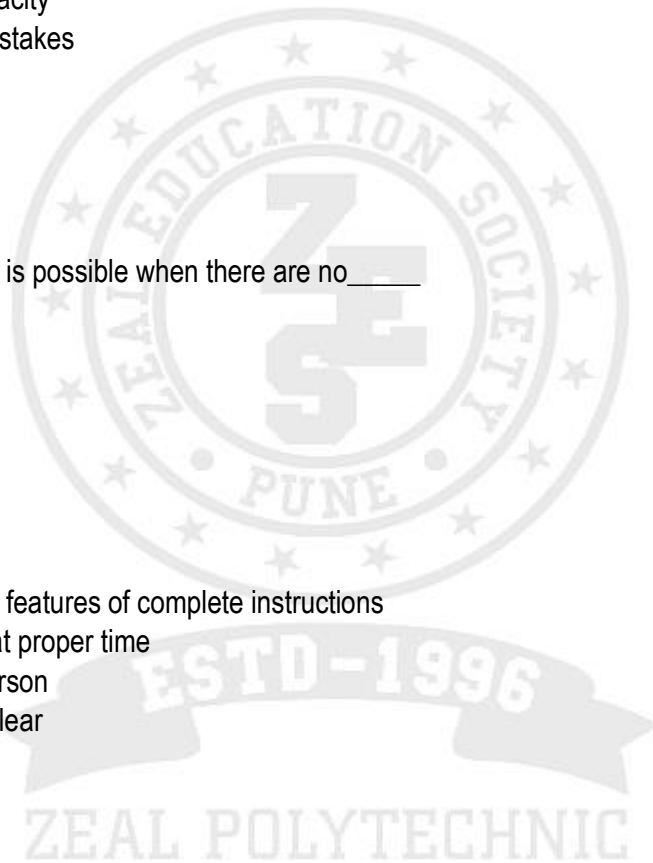 acity
stakes
is possible when there are no_____
features of complete instructions
at proper time
rson
lear
ZEAL EDUCATION SOCIETY
ZES
• PUNE •
ESTD-1996
ZEAL POLYTECHNIC